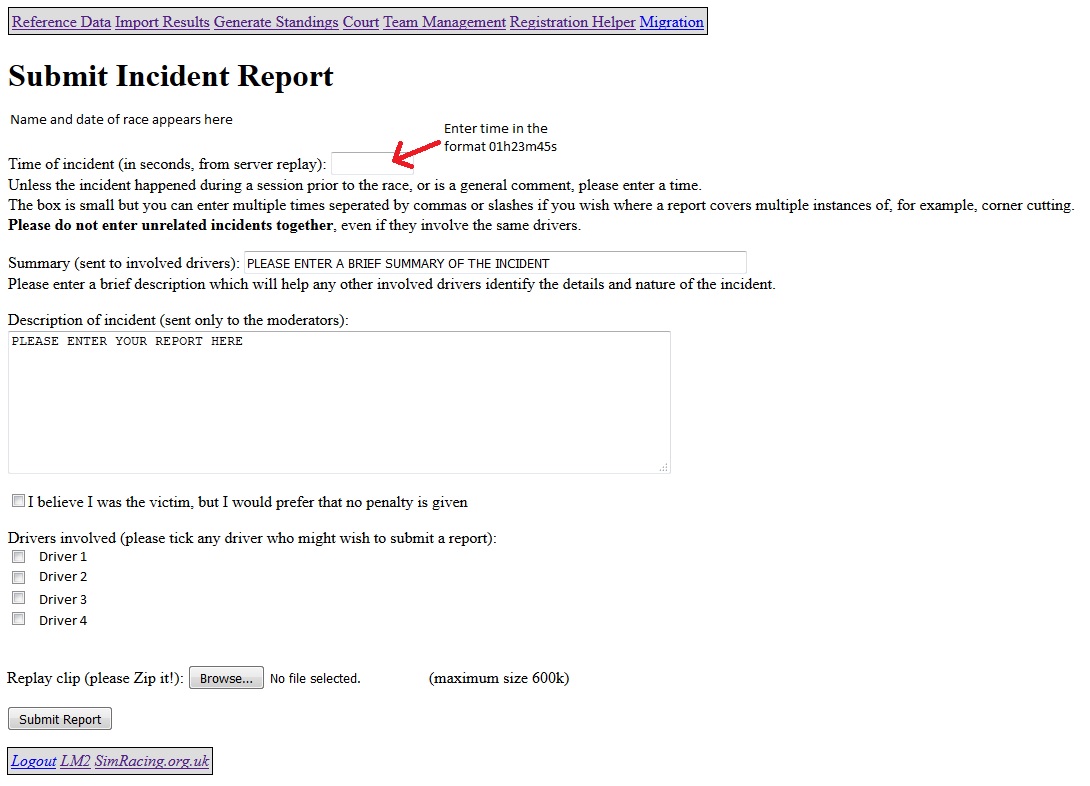 Reference Data Import Results Generate Standings Court Team Management Registration Helper Migration
Submit Incident Report
Name and date of race appears here
Enter time in the
format 01h23m45s
Time of incident (in seconds, from server replay):
Unless the incident happened during a session prior to the race, or is a general comment, please enter a time.
The box is small but you can enter multiple times seperated by commas or slashes if you wish where a report covers multiple instances of, for example, corner cutting.
Please do not enter unrelated incidents together, even if they involve the same drivers.
Summary (sent to involved drivers): PLEASE ENTER A BRIEF SUMMARY OF THE INCIDENT
Please enter a brief description which will help any other involved drivers identify the details and nature of the incident.
Description of incident (sent only to the moderators):
PLEASE ENTER YOUR REPORT HERE
I believe I was the victim, but I would prefer that no penalty is given
Drivers involved (please tick any driver who might wish to submit a report):
Driver 1
Driver 2
Driver 3
Driver 4
Replay clip (please Zip it!): Browse... No file selected. (maximum size 600k)
Submit Report
Logout LM2 SimRacing.org.uk